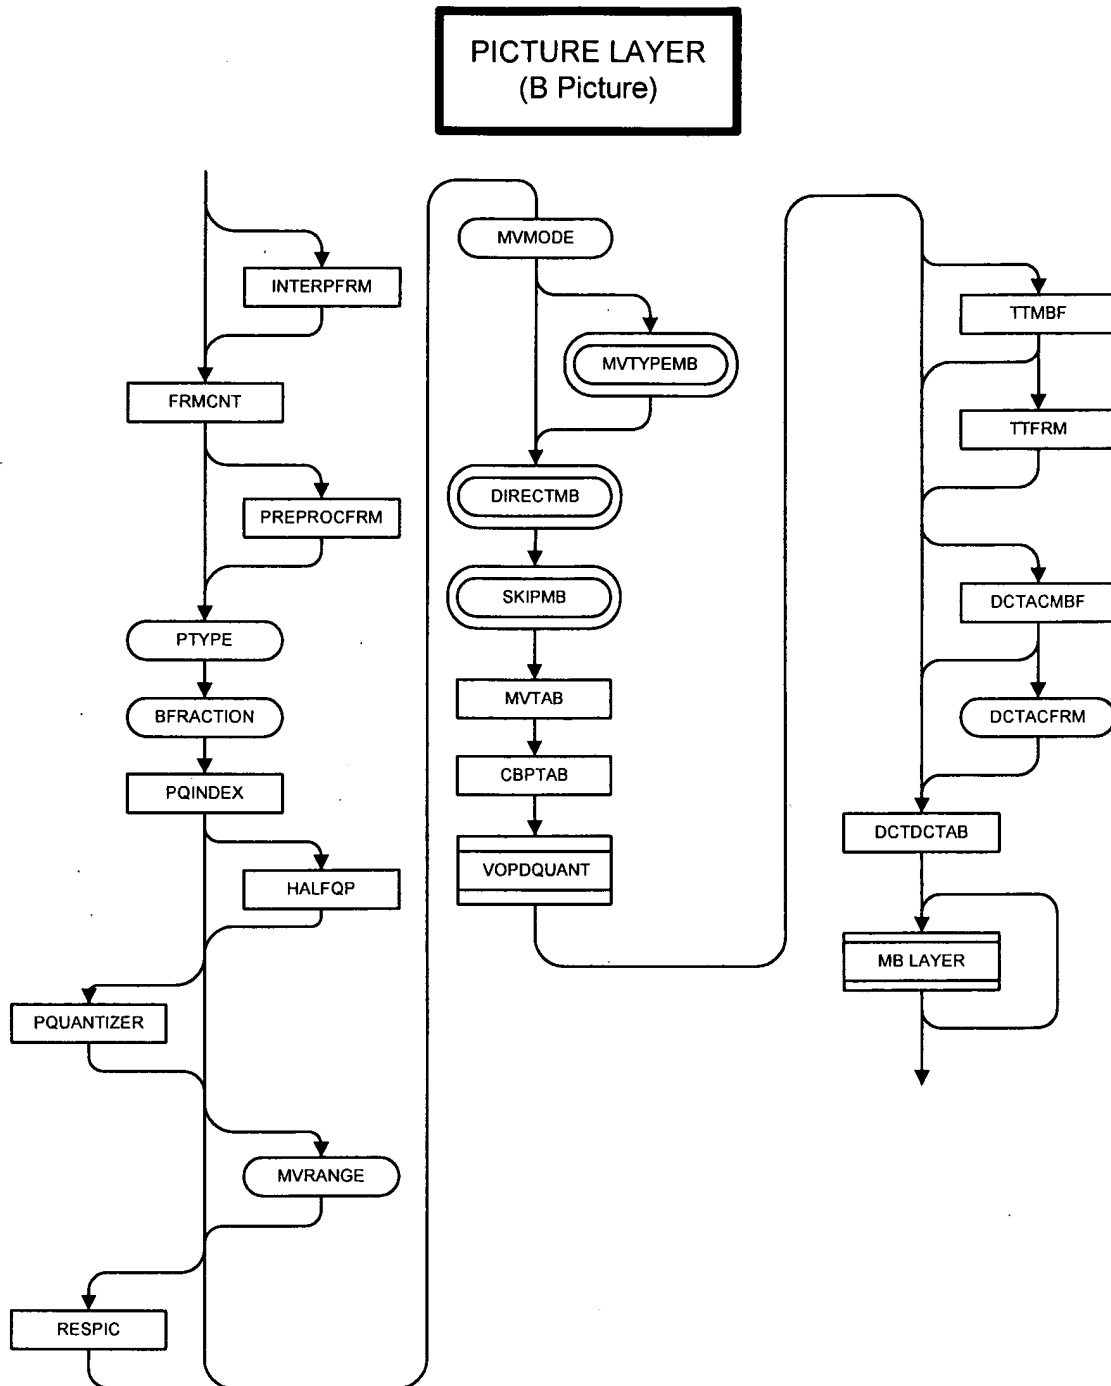 PICTURE LAYER
(B Picture)
INTERPFRM
FRMCNT
PREPROCFRM
PTYPE
BFRACTION
PQINDEX
HALFQP
PQUANTIZER
MVRANGE
RESPIC
MVMODE
MVTYPEMB
DIRECTMB
SKIPMB
MVTAB
CBPTAB
VOPDQUANT
TTMBF
TTFRM
DCTACMBF
DCTACFRM
DCTDCTAB
MB LAYER